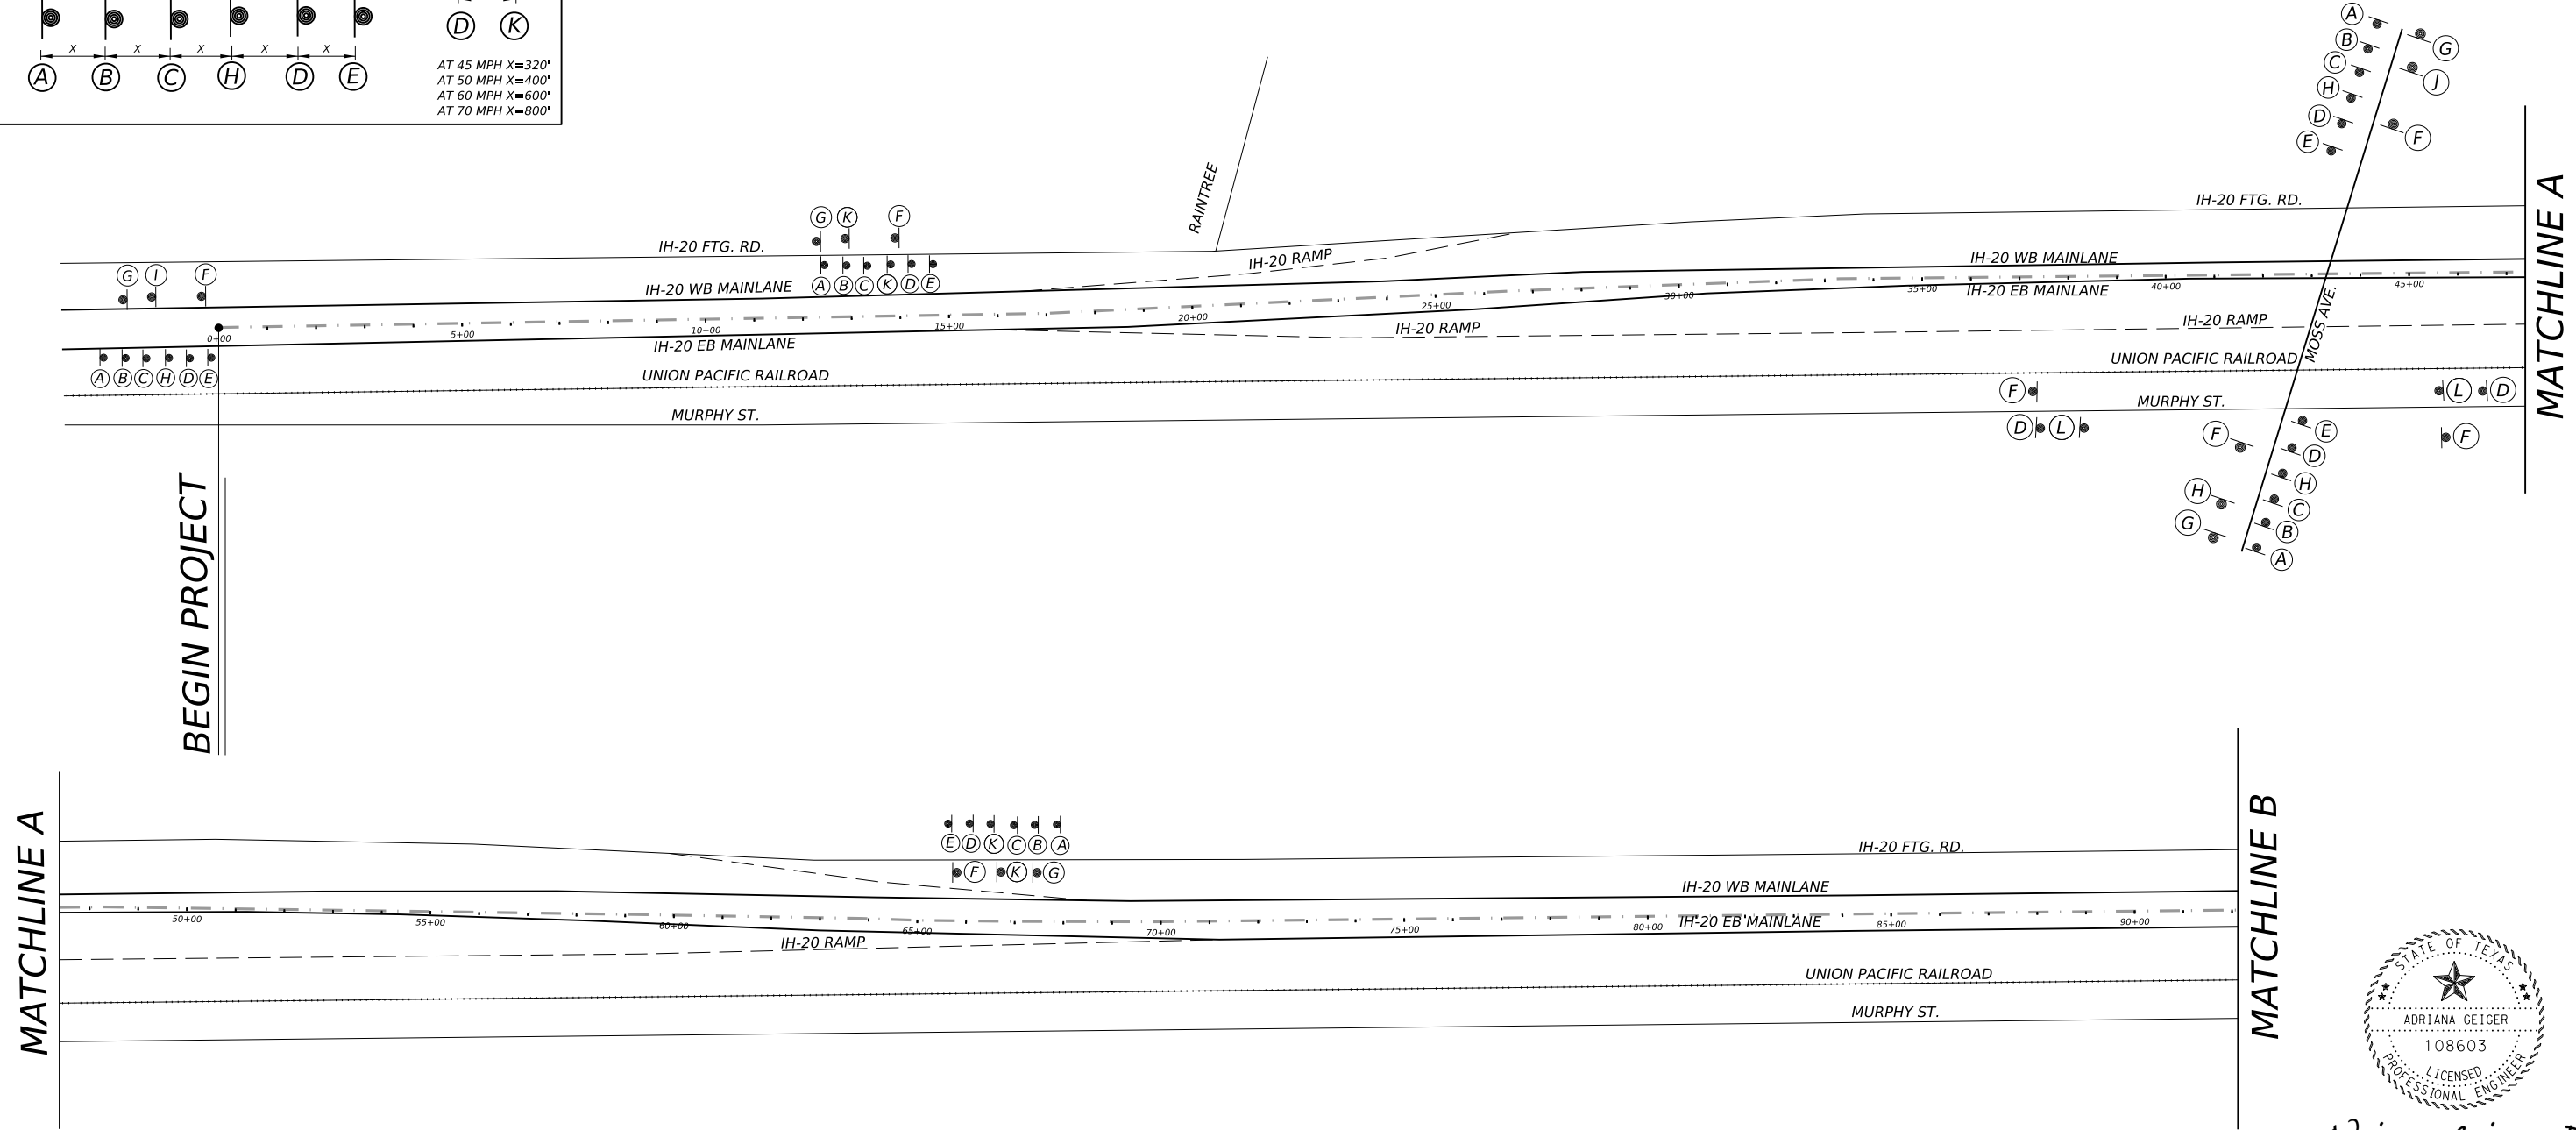 X X X X X
A B C H D E
D K
AT 45 MPH X=320'
AT 50 MPH X=400'
AT 60 MPH X=600'
AT 70 MPH X=800'
A
B
C
H
D
E
G
J
F
RAINTREE
IH-20 FTG. RD.
IH-20 FTG. RD.
G K F
G I F
IH-20 WB MAINLANE
A B C K D E
IH-20 RAMP
IH-20 WB MAINLANE
IH-20 EB MAINLANE
0+00 5+00 10+00 15+00 20+00 25+00 30+00 35+00 40+00 45+00
IH-20 EB MAINLANE
IH-20 RAMP
IH-20 RAMP
MOSS AVE.
A B C H D E
UNION PACIFIC RAILROAD
UNION PACIFIC RAILROAD
MURPHY ST.
MURPHY ST.
F
D L
L D
F
F
H
G
E
D
H
C
B
A
MATCHLINE A
BEGIN PROJECT
MATCHLINE A
E D K C B A
F K G
IH-20 FTG. RD.
IH-20 WB MAINLANE
50+00 55+00 60+00 65+00 70+00 75+00 80+00 85+00 90+00
IH-20 EB MAINLANE
IH-20 RAMP
UNION PACIFIC RAILROAD
MURPHY ST.
MATCHLINE B
STATE OF TEXAS
ADRIANA GEIGER
108603
LICENSED
PROFESSIONAL ENGINEER